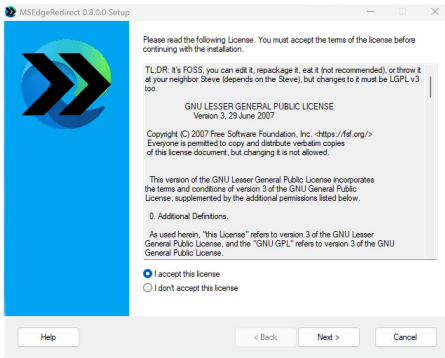 MSEdgeRedirect 0.8.0.0 Setup
Please read the following License. You must accept the terms of the license before
continuing with the installation.
TL;DR: It's FOSS, you can edit it, repackage it, eat it (not recommended), or throw it
at your neighbor Steve (depends on the Steve), but changes to it must be LGPL v3
too.
GNU LESSER GENERAL PUBLIC LICENSE
Version 3, 29 June 2007
Copyright (C) 2007 Free Software Foundation, Inc. <https://fsf.org/>
Everyone is permitted to copy and distribute verbatim copies
of this license document, but changing it is not allowed.
This version of the GNU Lesser General Public License incorporates
the terms and conditions of version 3 of the GNU General Public
License, supplemented by the additional permissions listed below.
0. Additional Definitions.
As used herein, "this License" refers to version 3 of the GNU Lesser
General Public License, and the "GNU GPL" refers to version 3 of the GNU
General Public License.
I accept this license
I don't accept this license
Help
< Back
Next >
Cancel